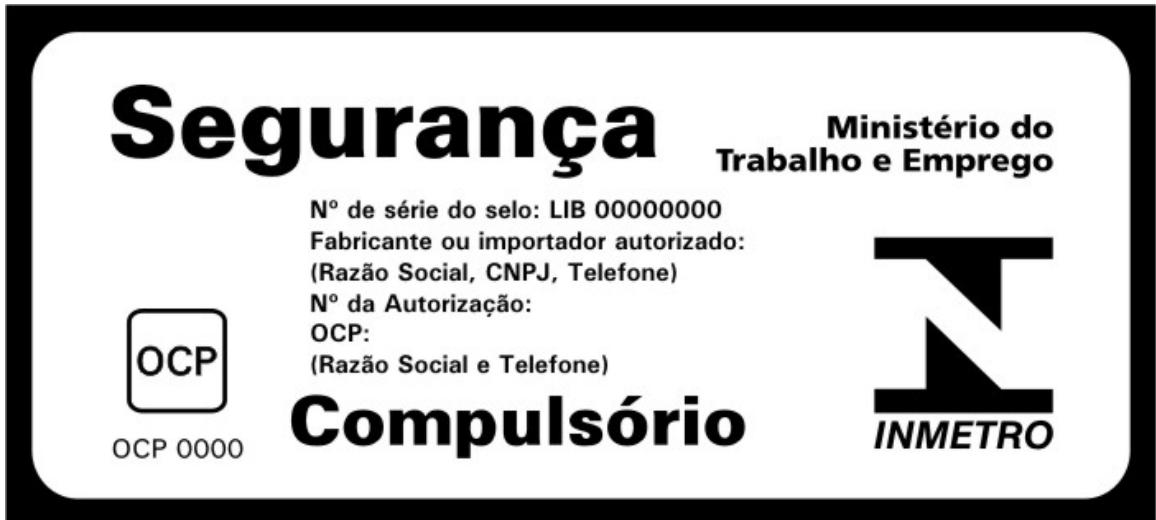 Segurança
Ministério do
Trabalho e Emprego
Nº de série do selo: LIB 00000000
Fabricante ou importador autorizado:
(Razão Social, CNPJ, Telefone)
Nº da Autorização:
OCP:
(Razão Social e Telefone)
OCP
OCP 0000
Compulsório
INMETRO